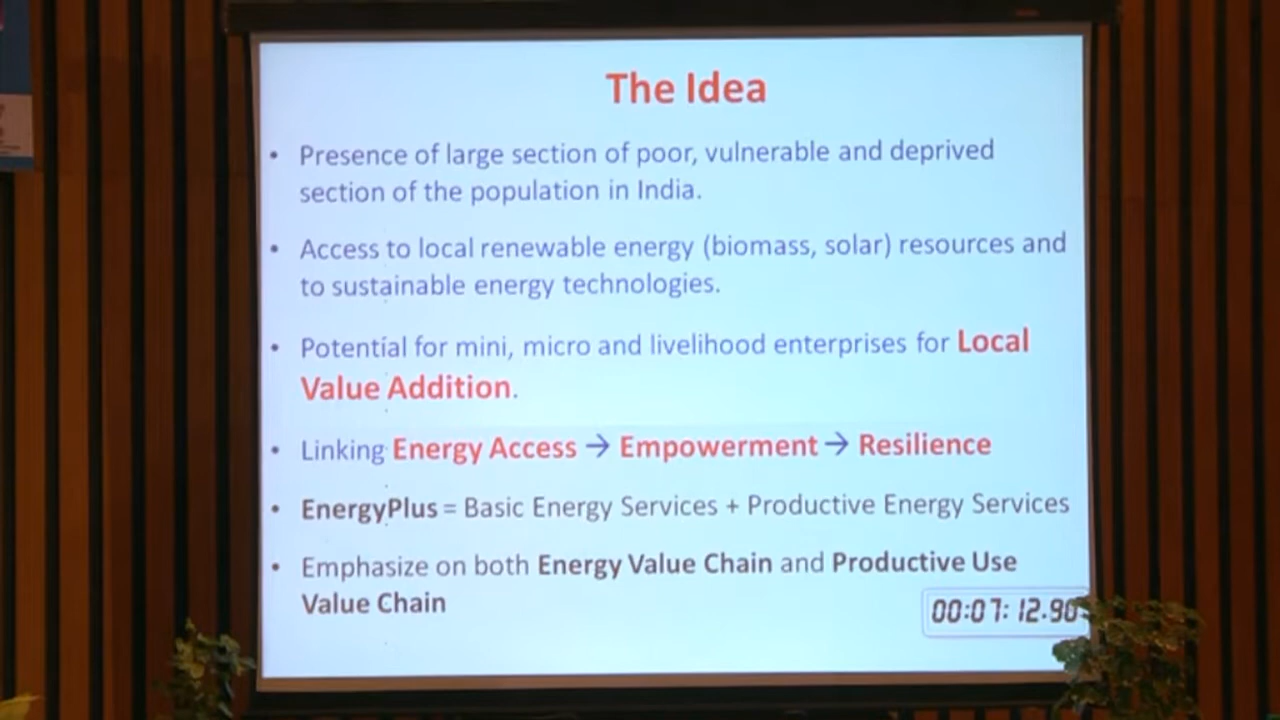 The Idea
• Presence of large section of poor, vulnerable and deprived
section of the population in India.
• Access to local renewable energy (biomass, solar) resources and
to sustainable energy technologies.
• Potential for mini, micro and livelihood enterprises for Local
Value Addition.
• Linking Energy Access → Empowerment → Resilience
• EnergyPlus = Basic Energy Services + Productive Energy Services
• Emphasize on both Energy Value Chain and Productive Use
Value Chain
00:07:12.90